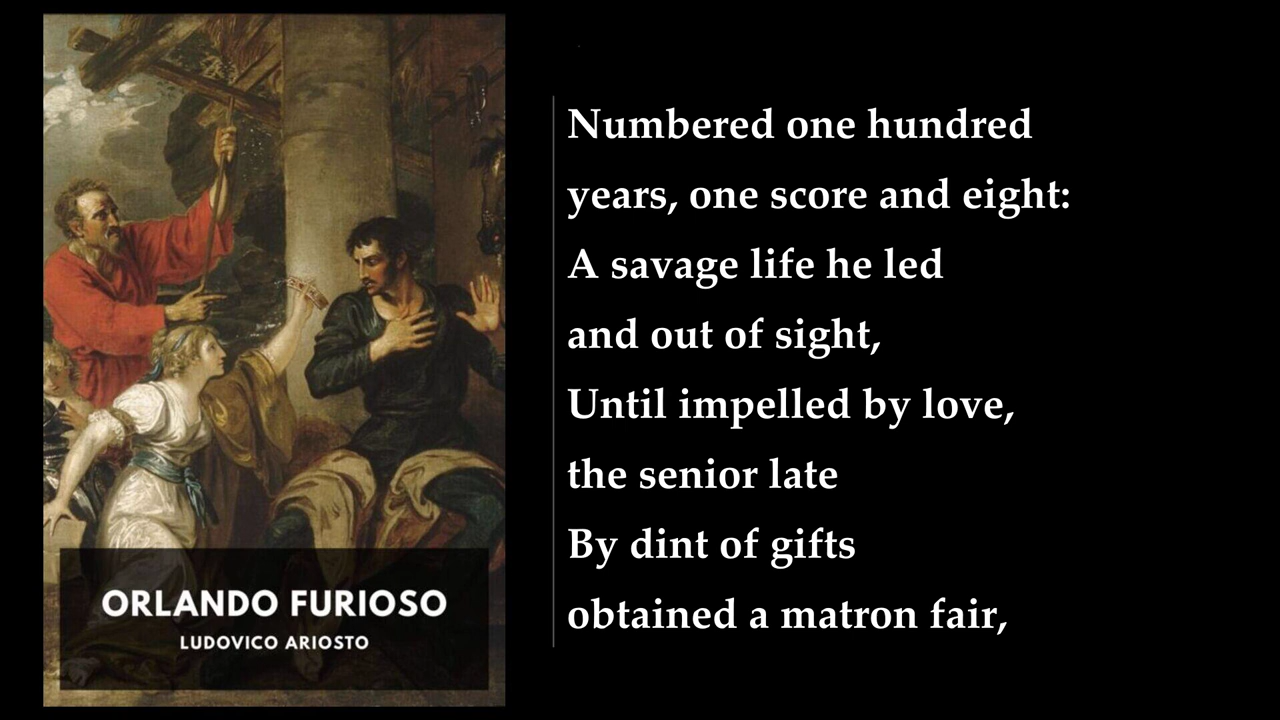 ORLANDO FURIOSO
LUDOVICO ARIOSTO
Numbered one hundred
years, one score and eight:
A savage life he led
and out of sight,
Until impelled by love,
the senior late
By dint of gifts
obtained a matron fair,